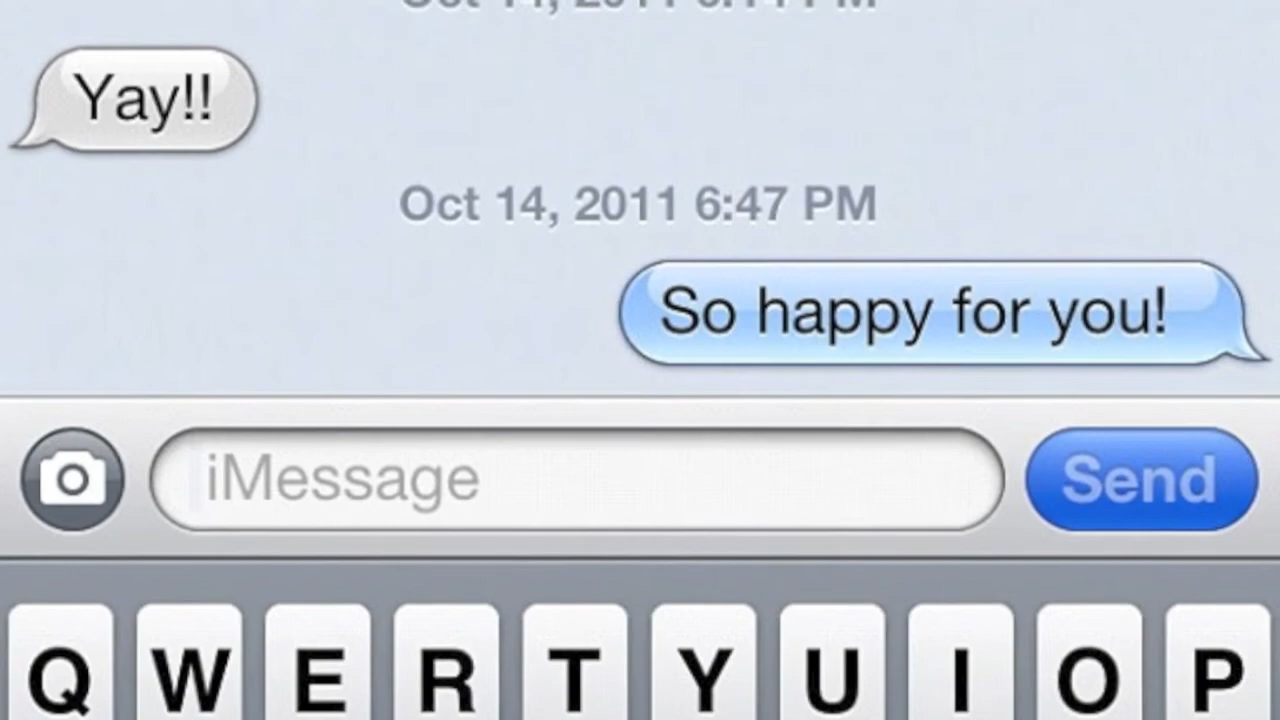 Yay!!
Oct 14, 2011 6:47 PM
So happy for you!
iMessage
Send
Q W E R T Y U I O P